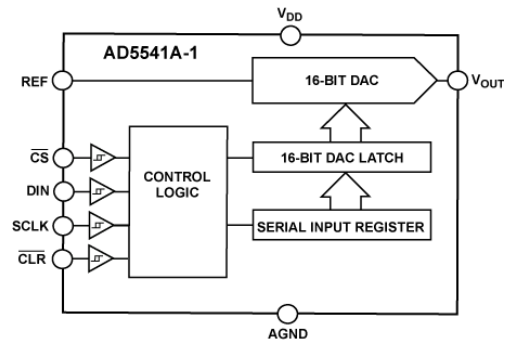 V_DD
AD5541A-1
REF
16-BIT DAC
V_OUT
CS
16-BIT DAC LATCH
DIN
CONTROL
LOGIC
SCLK
SERIAL INPUT REGISTER
CLR
AGND